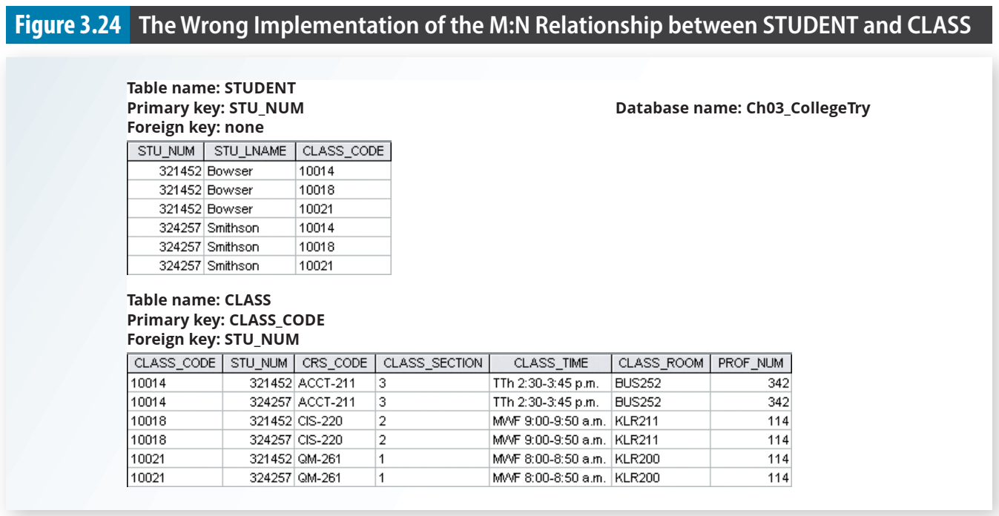 Figure 3.24 The Wrong Implementation of the M:N Relationship between STUDENT and CLASS
Table name: STUDENT
Primary key: STU_NUM
Database name: Ch03_CollegeTry
Foreign key: none
STU_NUM STU_LNAME CLASS_CODE
321452 Bowser 10014
321452 Bowser 10018
321452 Bowser 10021
324257 Smithson 10014
324257 Smithson 10018
324257 Smithson 10021
Table name: CLASS
Primary key: CLASS_CODE
Foreign key: STU_NUM
CLASS_CODE STU_NUM CRS_CODE CLASS_SECTION CLASS_TIME CLASS_ROOM PROF_NUM
10014 321452 ACCT-211 3 TTh 2:30-3:45 p.m. BUS252 342
10014 324257 ACCT-211 3 TTh 2:30-3:45 p.m. BUS252 342
10018 321452 CIS-220 2 MWF 9:00-9:50 a.m. KLR211 114
10018 324257 CIS-220 2 MWF 9:00-9:50 a.m. KLR211 114
10021 321452 QM-261 1 MWF 8:00-8:50 a.m. KLR200 114
10021 324257 QM-261 1 MWF 8:00-8:50 a.m. KLR200 114